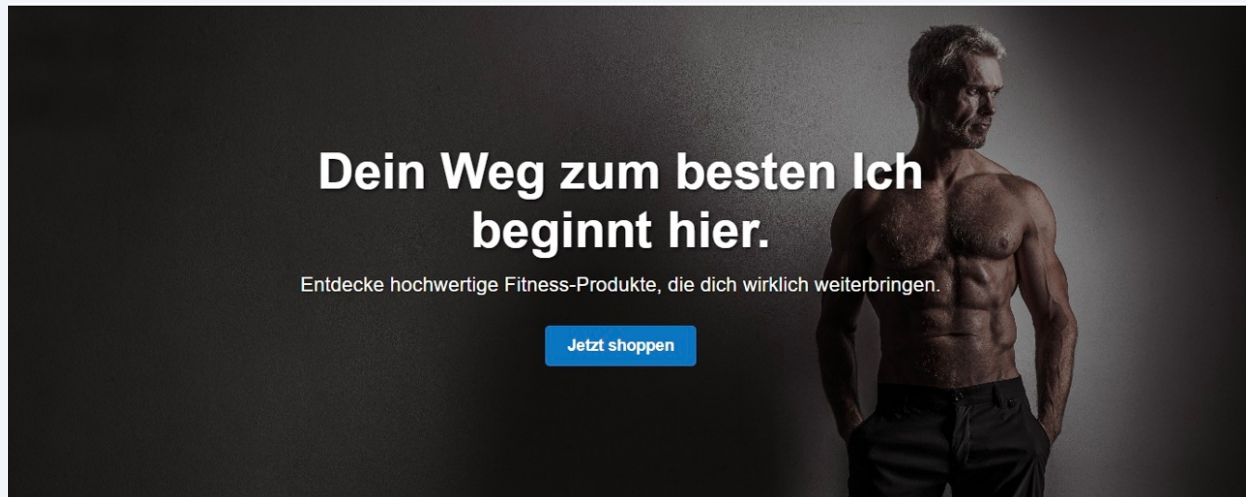 Dein Weg zum besten Ich
beginnt hier.
Entdecke hochwertige Fitness-Produkte, die dich wirklich weiterbringen.
Jetzt shoppen